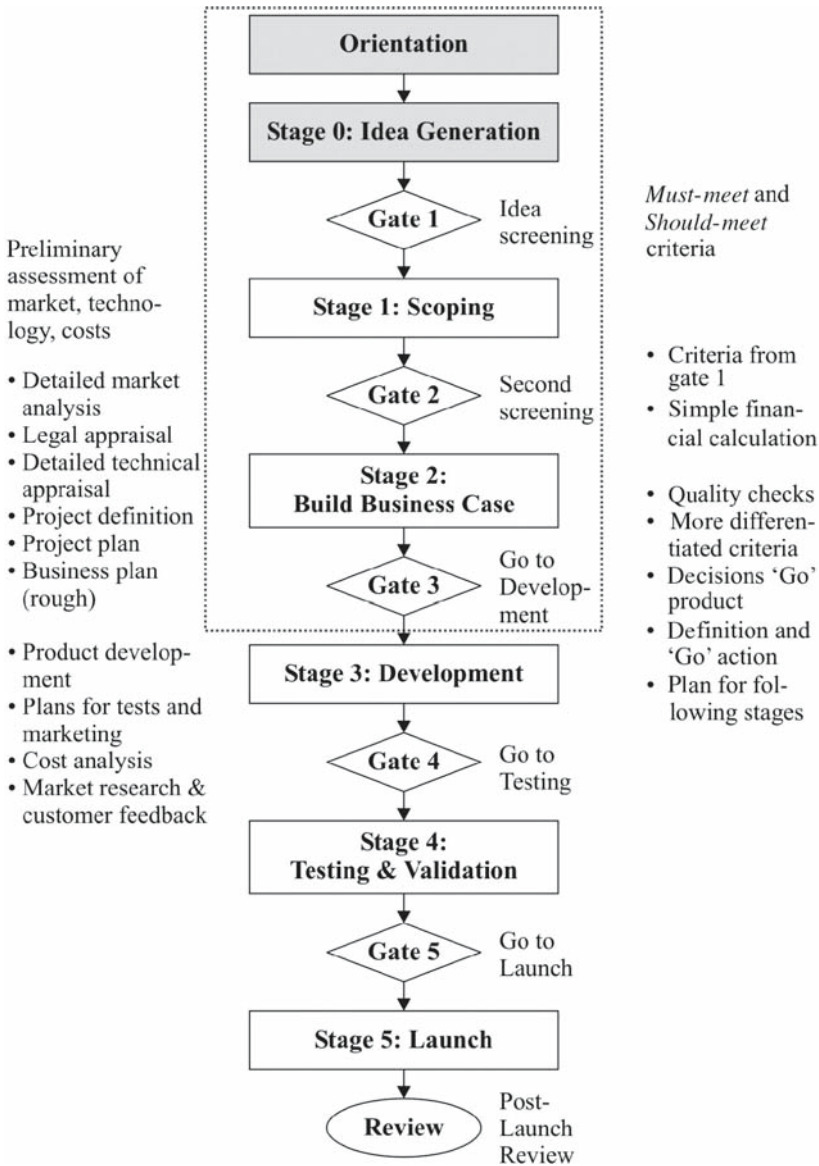 Orientation
Stage 0: Idea Generation
Gate 1
Idea
screening
Must-meet and
Should-meet
criteria
Preliminary
assessment of
market, techno-
logy, costs
Stage 1: Scoping
• Criteria from
gate 1
• Simple finan-
cial calculation
• Detailed market
analysis
• Legal appraisal
• Detailed technical
appraisal
• Project definition
• Project plan
• Business plan
(rough)
Gate 2
Second
screening
Stage 2:
Build Business Case
• Quality checks
• More differen-
tiated criteria
• Decisions ‘Go’
product
• Definition and
‘Go’ action
• Plan for fol-
lowing stages
Gate 3
Go to
Develop-
ment
• Product develop-
ment
• Plans for tests and
marketing
• Cost analysis
• Market research &
customer feedback
Stage 3: Development
Gate 4
Go to
Testing
Stage 4:
Testing & Validation
Gate 5
Go to
Launch
Stage 5: Launch
Review
Post-
Launch
Review